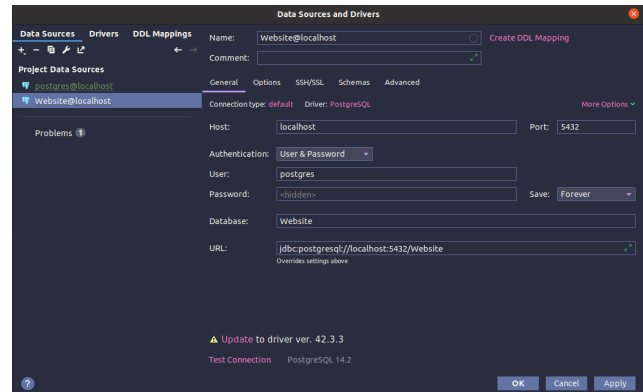 Data Sources and Drivers
Data Sources Drivers DDL Mappings
Name: Website@localhost Create DDL Mapping
Comment:
Project Data Sources
postgres@localhost
Website@localhost
Problems 1
General Options SSH/SSL Schemas Advanced
Connection type: default Driver: PostgreSQL More Options
Host: localhost Port: 5432
Authentication: User & Password
User: postgres
Password: <hidden> Save: Forever
Database: Website
URL: jdbc:postgresql://localhost:5432/Website
Overrides settings above
Update to driver ver. 42.3.3
Test Connection PostgreSQL 14.2
? OK Cancel Apply